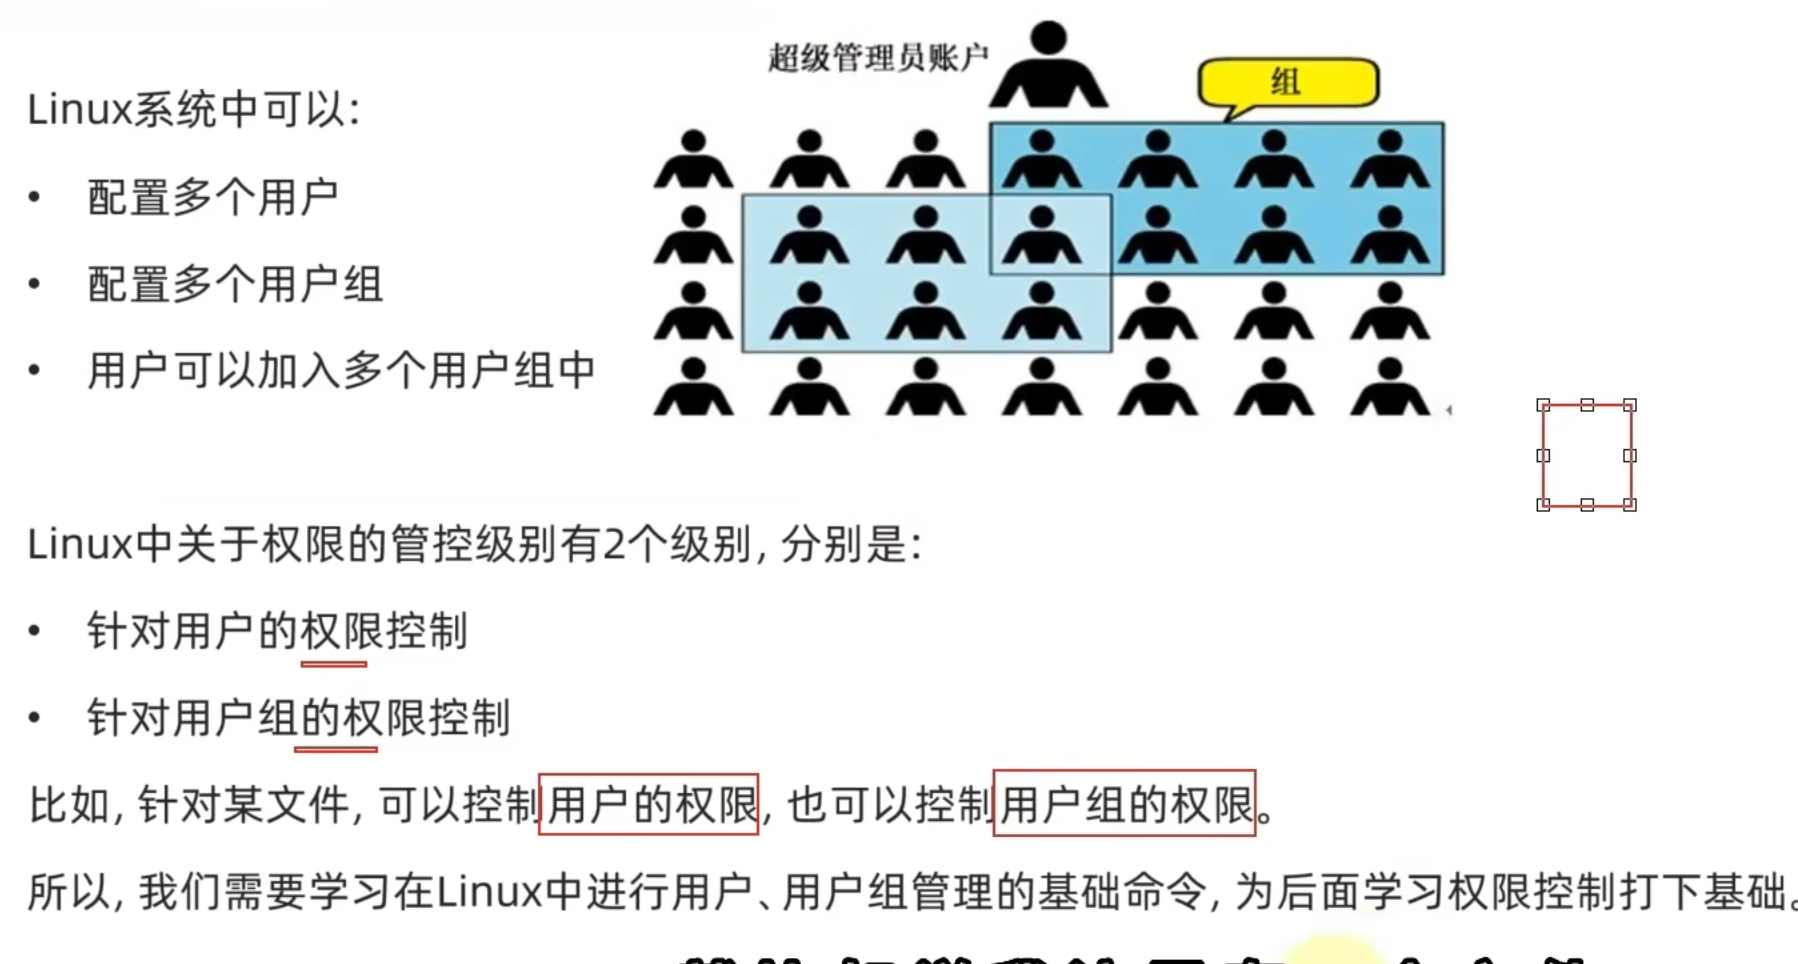 超级管理员账户
组
Linux系统中可以：
• 配置多个用户
• 配置多个用户组
• 用户可以加入多个用户组中
Linux中关于权限的管控级别有2个级别，分别是：
• 针对用户的权限控制
• 针对用户组的权限控制
比如，针对某文件，可以控制用户的权限，也可以控制用户组的权限。
所以，我们需要学习在Linux中进行用户、用户组管理的基础命令，为后面学习权限控制打下基础。